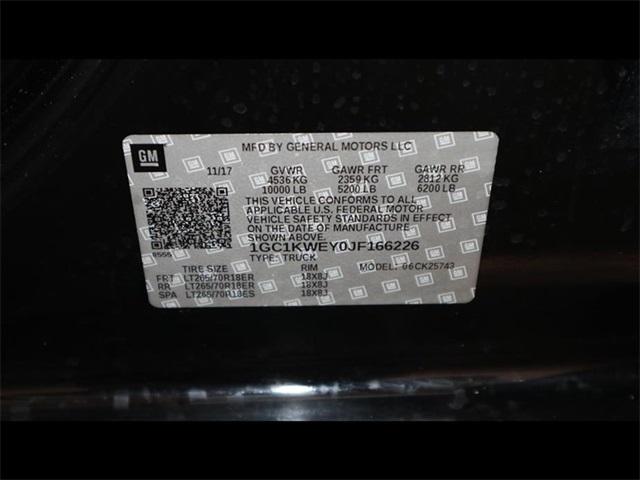 GM
MFD BY GENERAL MOTORS LLC
11/17 GVWR GAWR FRT GAWR RR
4536 KG 2359 KG 2812 KG
10000 LB 5200 LB 6200 LB
THIS VEHICLE CONFORMS TO ALL
APPLICABLE U.S. FEDERAL MOTOR
VEHICLE SAFETY STANDARDS IN EFFECT
ON THE DATE OF MANUFACTURE
SHOWN ABOVE.
1GC1KWEY0JF166226
TYPE: TRUCK MODEL: 06CK25743
TIRE SIZE RIM
FRT LT265/70R18ER 18X8J
RR LT265/70R18ER 18X8J
SPA LT265/70R18ES 18X8J